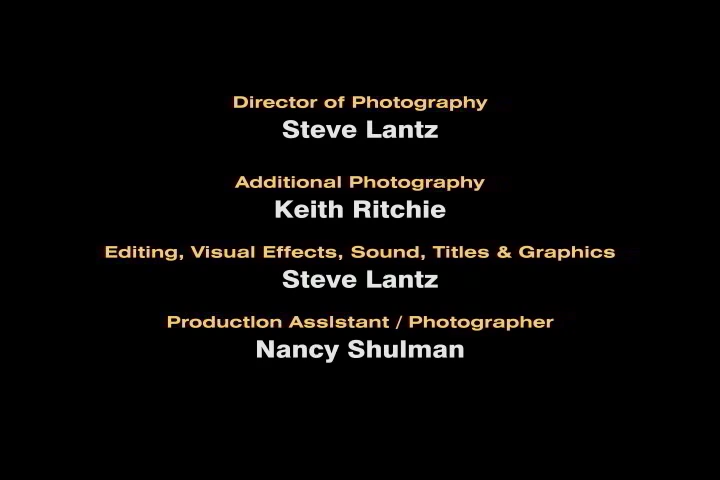 Director of Photography
Steve Lantz
Additional Photography
Keith Ritchie
Editing, Visual Effects, Sound, Titles & Graphics
Steve Lantz
Production Assistant / Photographer
Nancy Shulman